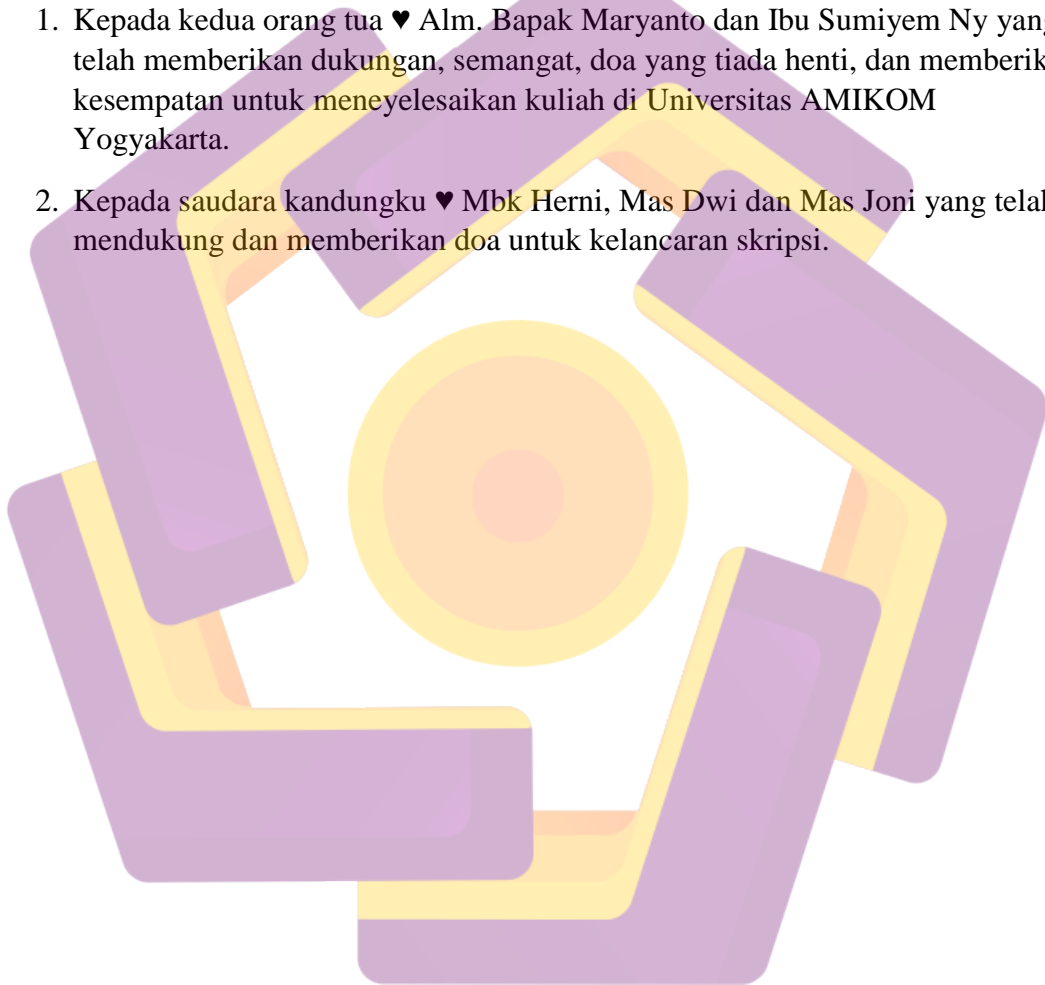 1. Kepada kedua orang tua ♥ Alm. Bapak Maryanto dan Ibu Sumiyem Ny yang
telah memberikan dukungan, semangat, doa yang tiada henti, dan memberik
kesempatan untuk meneyelesaikan kuliah di Universitas AMIKOM
Yogyakarta.
2. Kepada saudara kandungku ♥ Mbk Herni, Mas Dwi dan Mas Joni yang telah
mendukung dan memberikan doa untuk kelancaran skripsi.